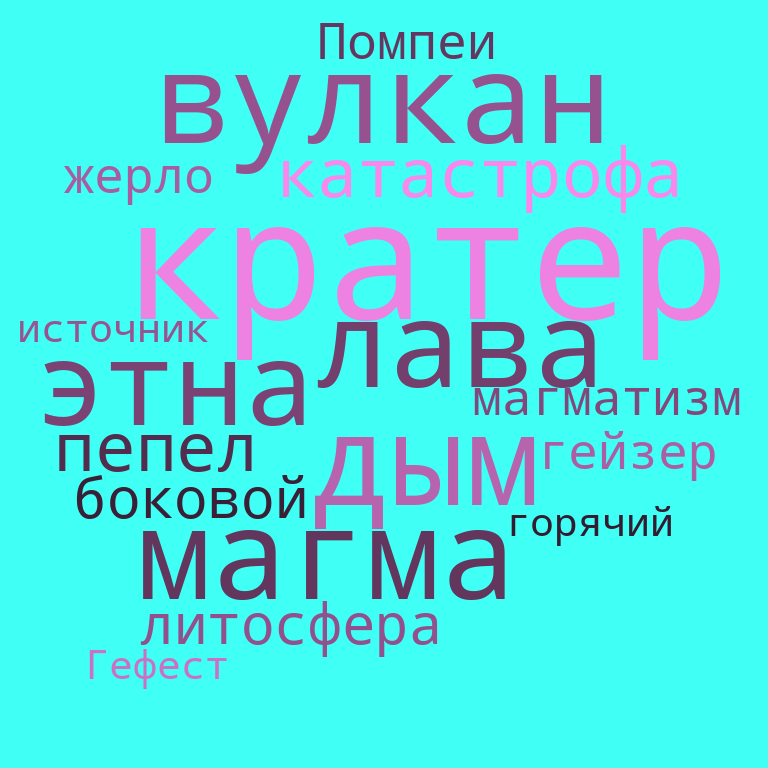 Помпеи
вулкан
жерло катастрофа
кратер
источник лава
этна магматизм
пепел дым гейзер
боковой горячий
магма
литосфера
Гефест